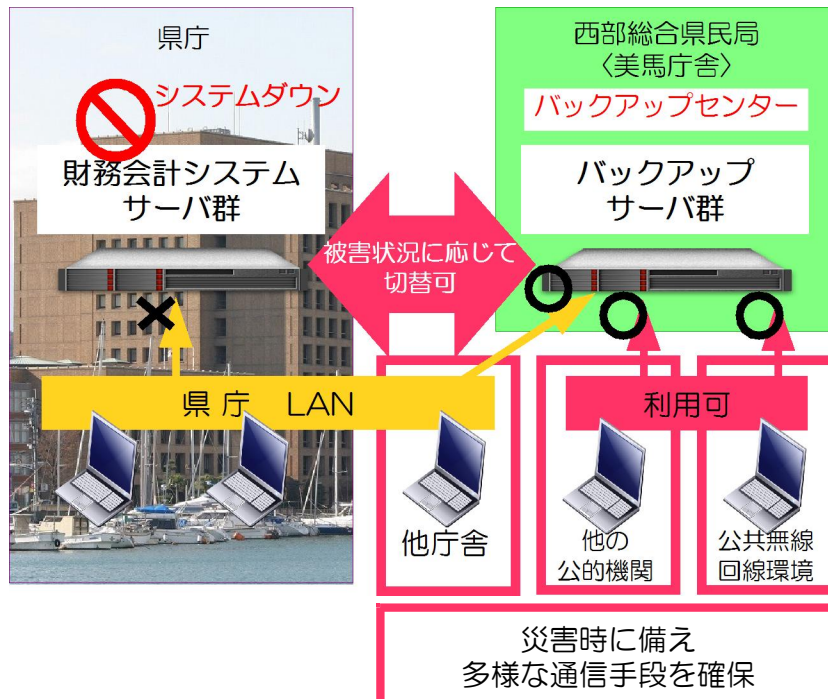 県庁
システムダウン
財務会計システム
サーバ群
西部総合県民局
〈美馬庁舎〉
バックアップセンター
バックアップ
サーバ群
被害状況に応じて
切替可
県庁 LAN
利用可
他庁舎
他の
公的機関
公共無線
回線環境
災害時に備え
多様な通信手段を確保